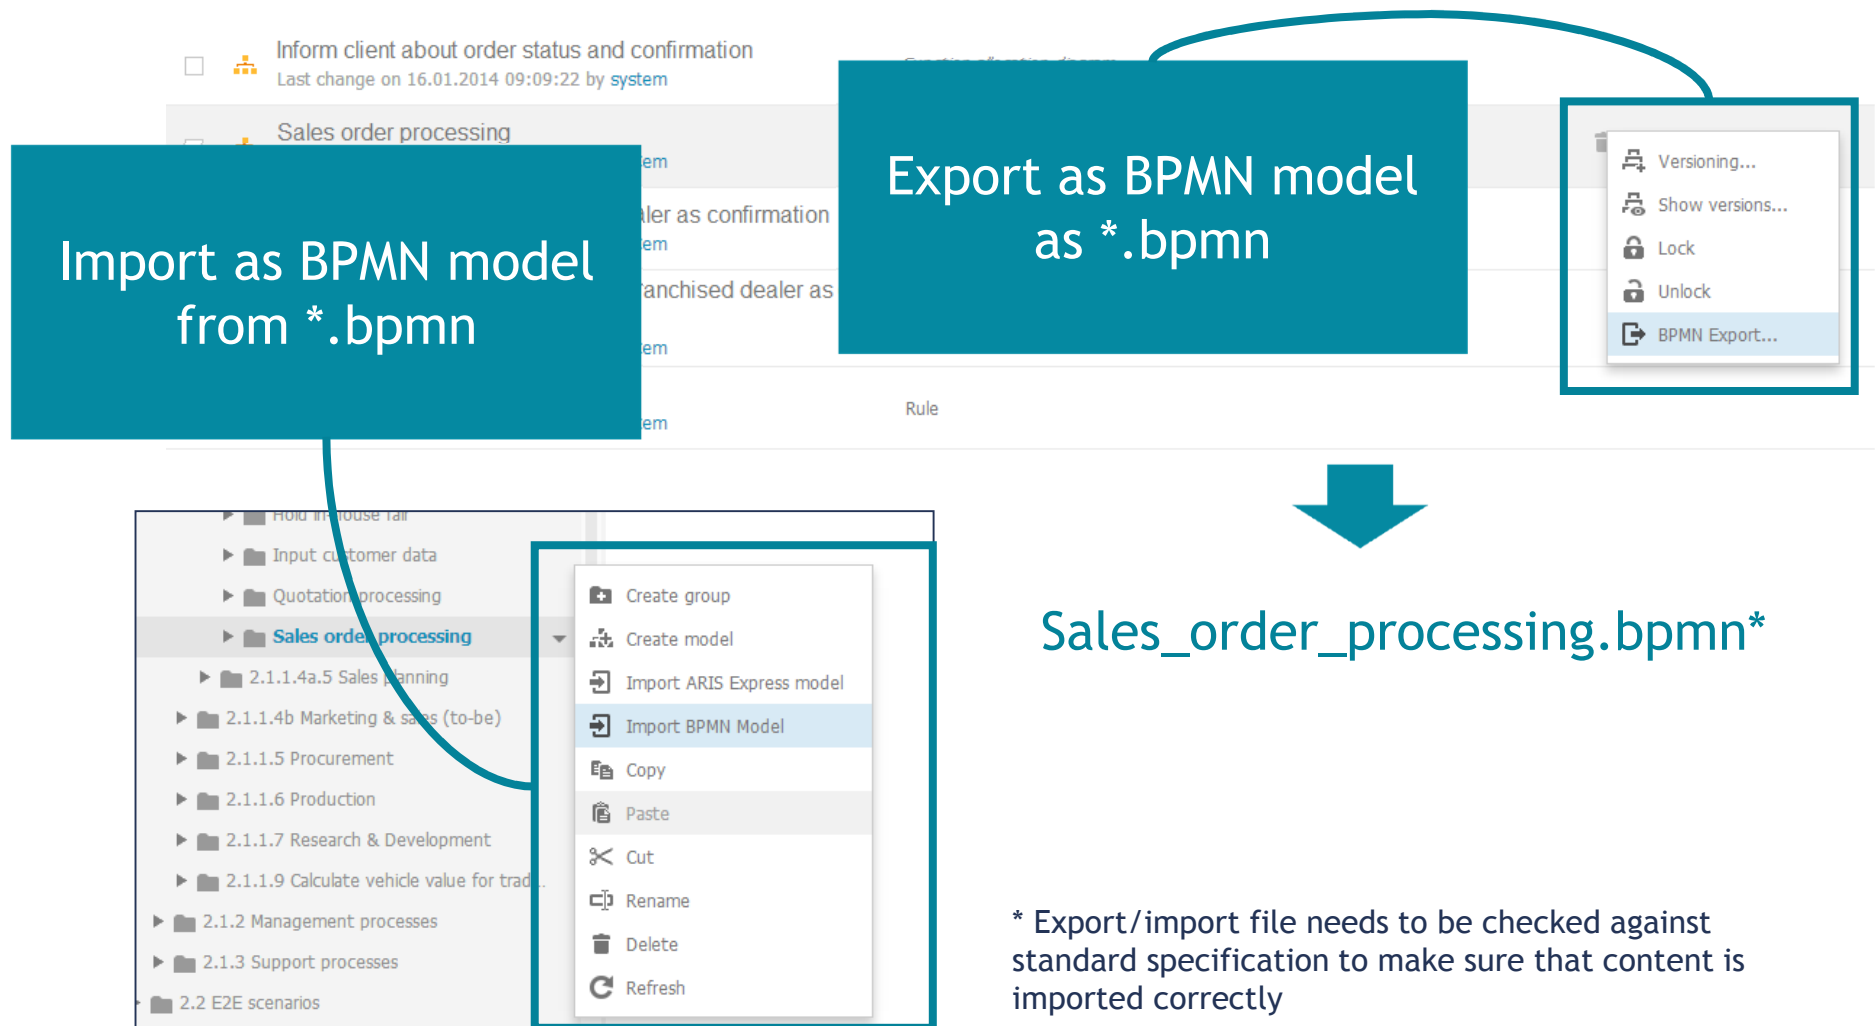 Inform client about order status and confirmation
Last change on 16.01.2014 09:09:22 by system
Sales order processing
em
Import as BPMN model
from *.bpmn
ler as confirmation
em
anchised dealer as
em
em
Export as BPMN model
as *.bpmn
Rule
Versioning...
Show versions...
Lock
Unlock
BPMN Export...
Hold in-house fair
Input customer data
Quotation processing
Sales order processing
2.1.1.4a.5 Sales planning
2.1.1.4b Marketing & sales (to-be)
2.1.1.5 Procurement
2.1.1.6 Production
2.1.1.7 Research & Development
2.1.1.9 Calculate vehicle value for trad...
2.1.2 Management processes
2.1.3 Support processes
2.2 E2E scenarios
Create group
Create model
Import ARIS Express model
Import BPMN Model
Copy
Paste
Cut
Rename
Delete
Refresh
Sales_order_processing.bpmn*
* Export/import file needs to be checked against
standard specification to make sure that content is
imported correctly